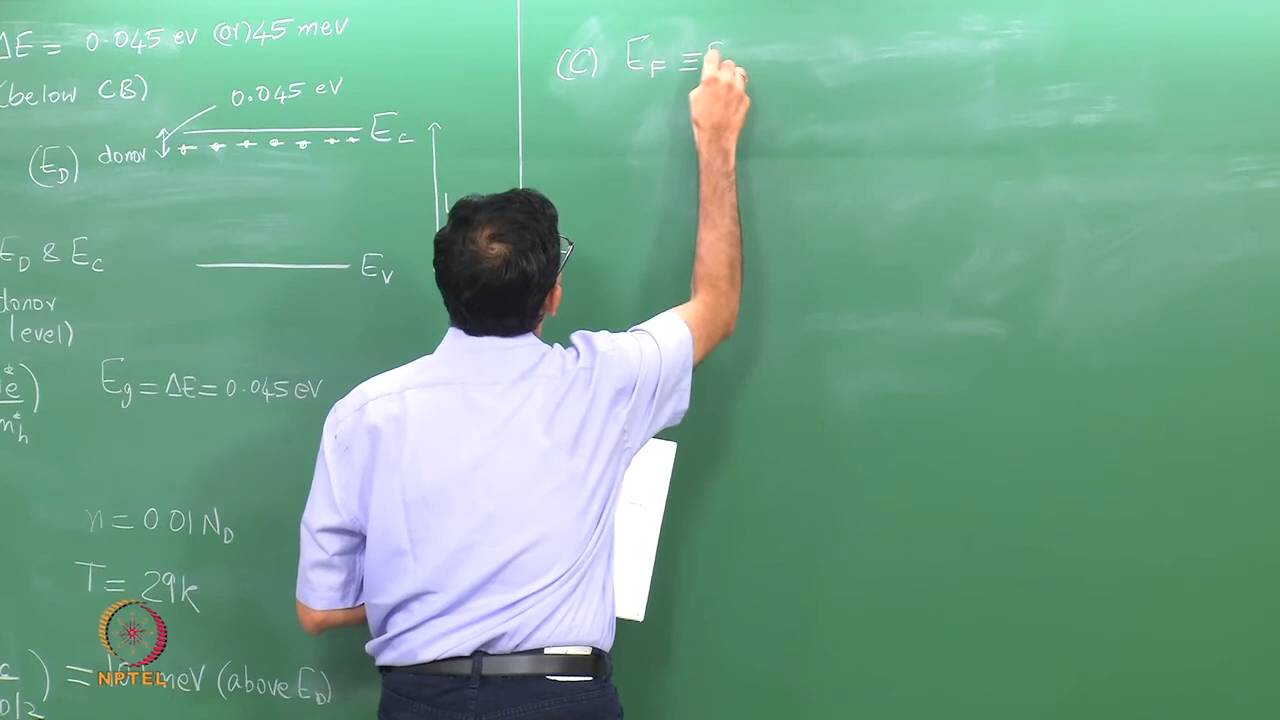 ΔE = 0.045 eV (or) 45 meV
(below CB)
0.045 eV
(E_D) donor
E_C
E_D & E_C
E_V
donor
level)
m*_h
E_g = ΔE = 0.045 eV
n = 0.01 N_D
T = 29k
meV (above E_D)
NPTEL
(C) E_F ≡